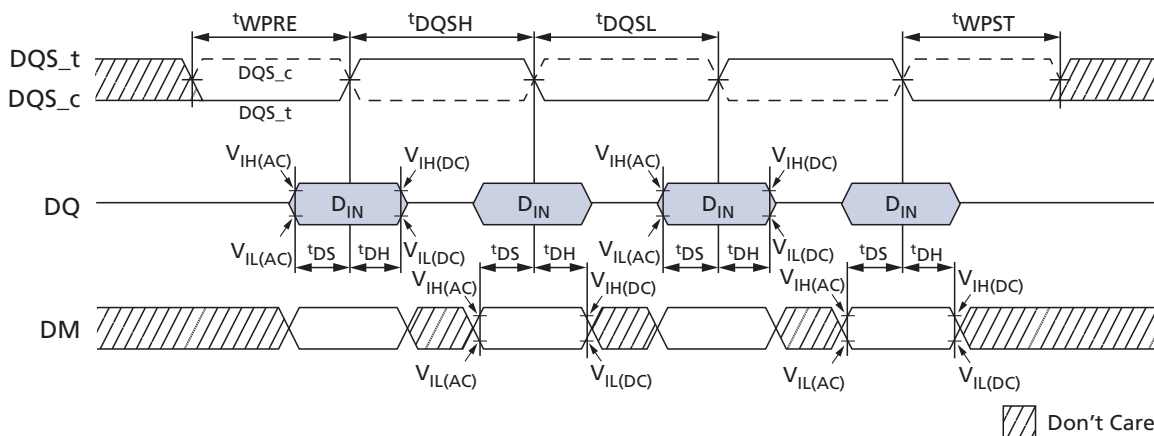 tWPRE tDQSH tDQSL tWPST
DQS_t
DQS_c
DQS_c
DQS_t
VIH(AC) VIH(DC) VIH(AC) VIH(DC)
DQ DIN DIN DIN DIN
VIL(AC) tDS tDH VIL(DC) tDS tDH VIL(AC) tDS tDH VIL(DC) tDS tDH
VIH(AC) VIH(DC) VIH(AC) VIH(DC)
DM
VIL(AC) VIL(DC) VIL(AC) VIL(DC)
Don't Care